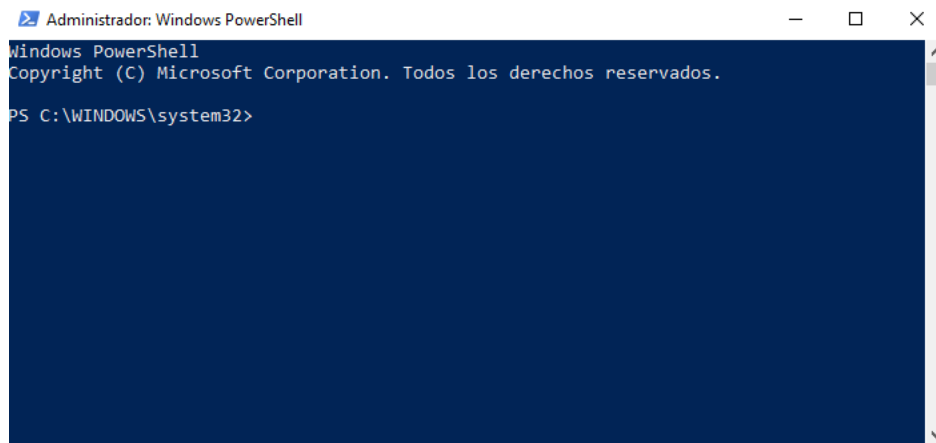 Administrador: Windows PowerShell
Windows PowerShell
Copyright (C) Microsoft Corporation. Todos los derechos reservados.
PS C:\WINDOWS\system32>